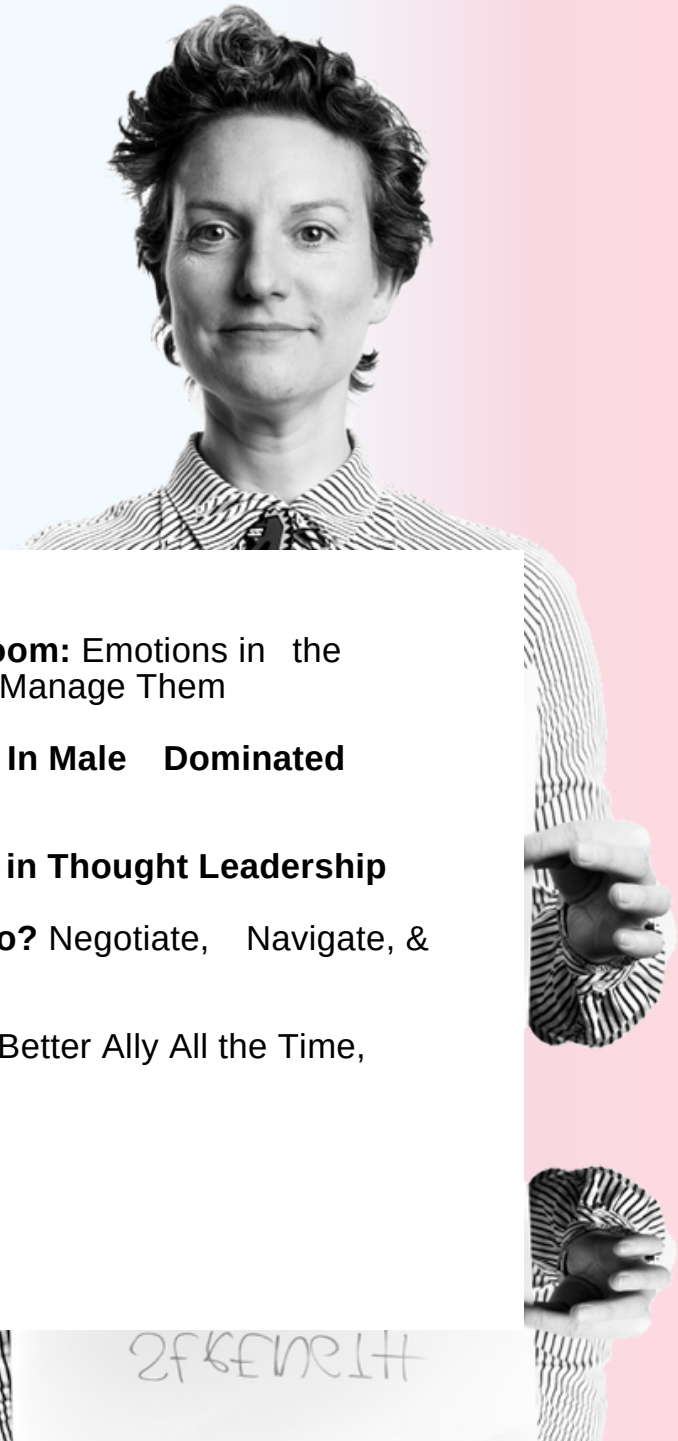 oom: Emotions in the
Manage Them
In Male Dominated
in Thought Leadership
o? Negotiate, Navigate, &
Better Ally All the Time,
STRENGTH